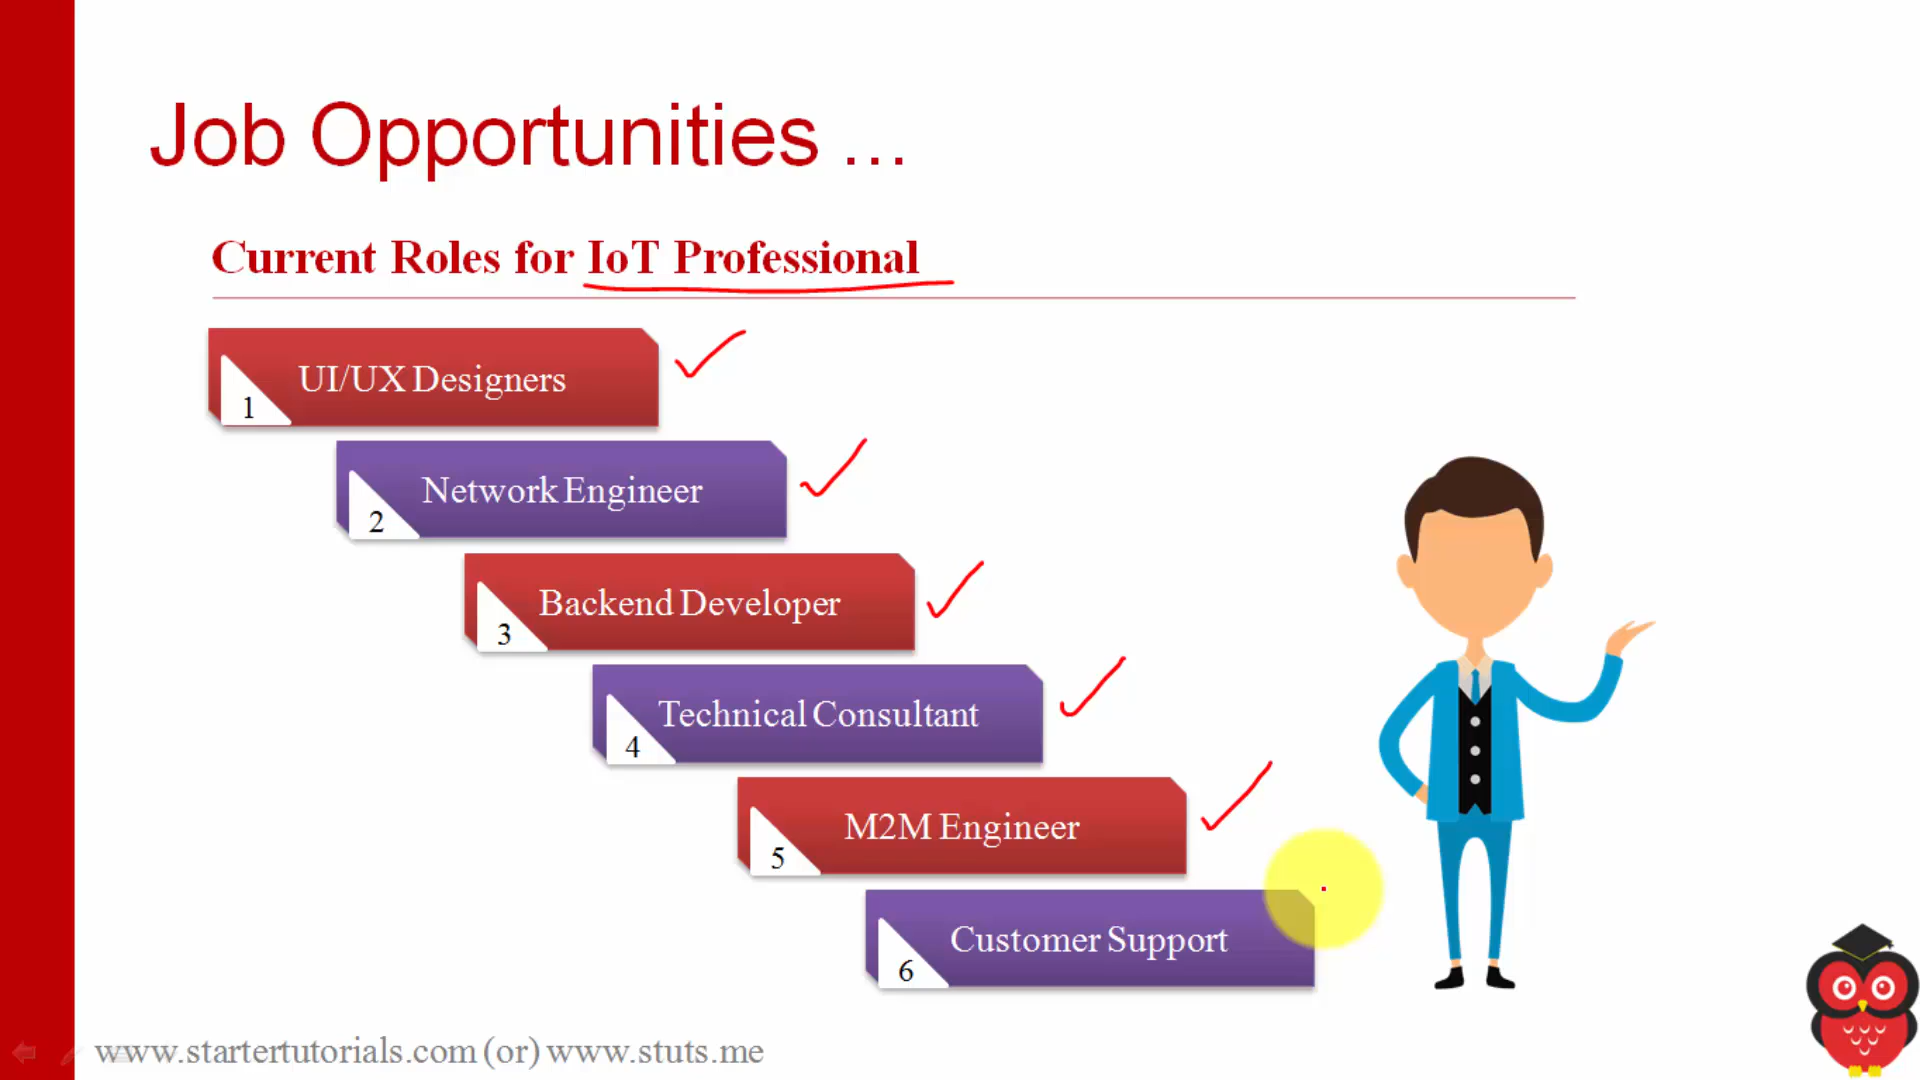 Job Opportunities ...
Current Roles for IoT Professional
UI/UX Designers
1
Network Engineer
2
Backend Developer
3
Technical Consultant
4
M2M Engineer
5
Customer Support
6
www.startertutorials.com (or) www.stuts.me